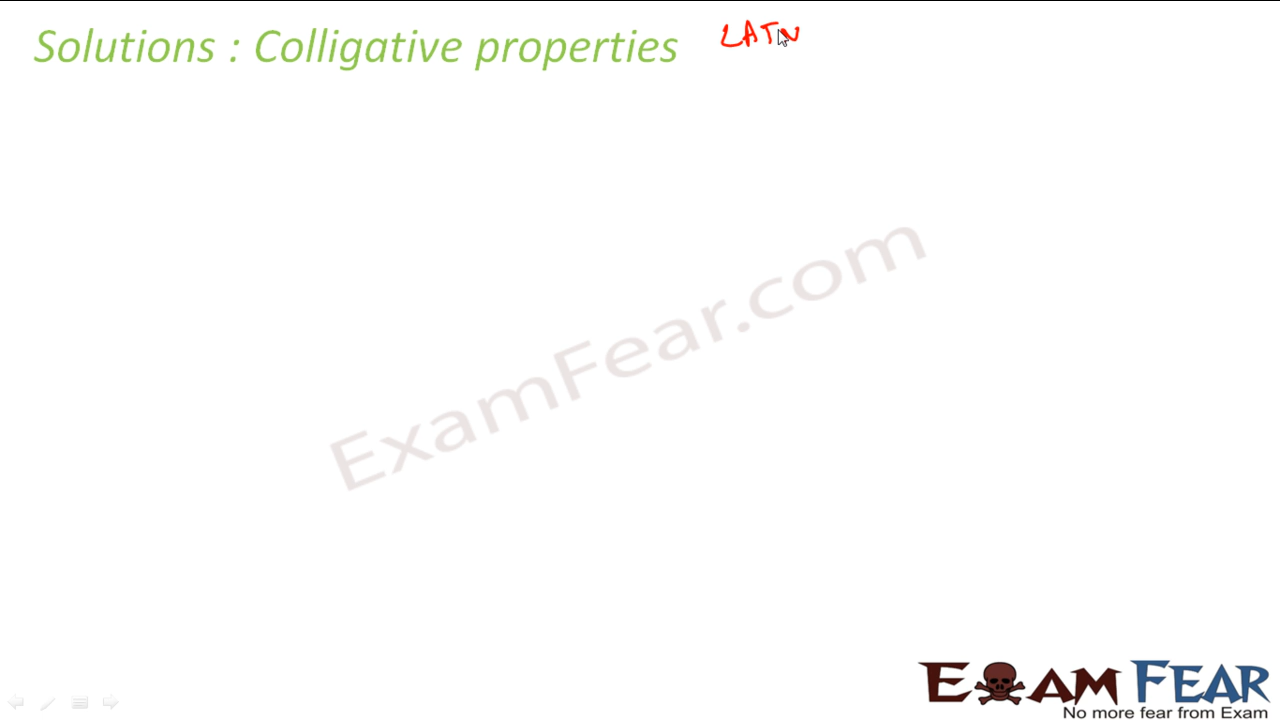 Solutions : Colligative properties LATN
ExamFear.com
EXAM FEAR
No more fear from Exam